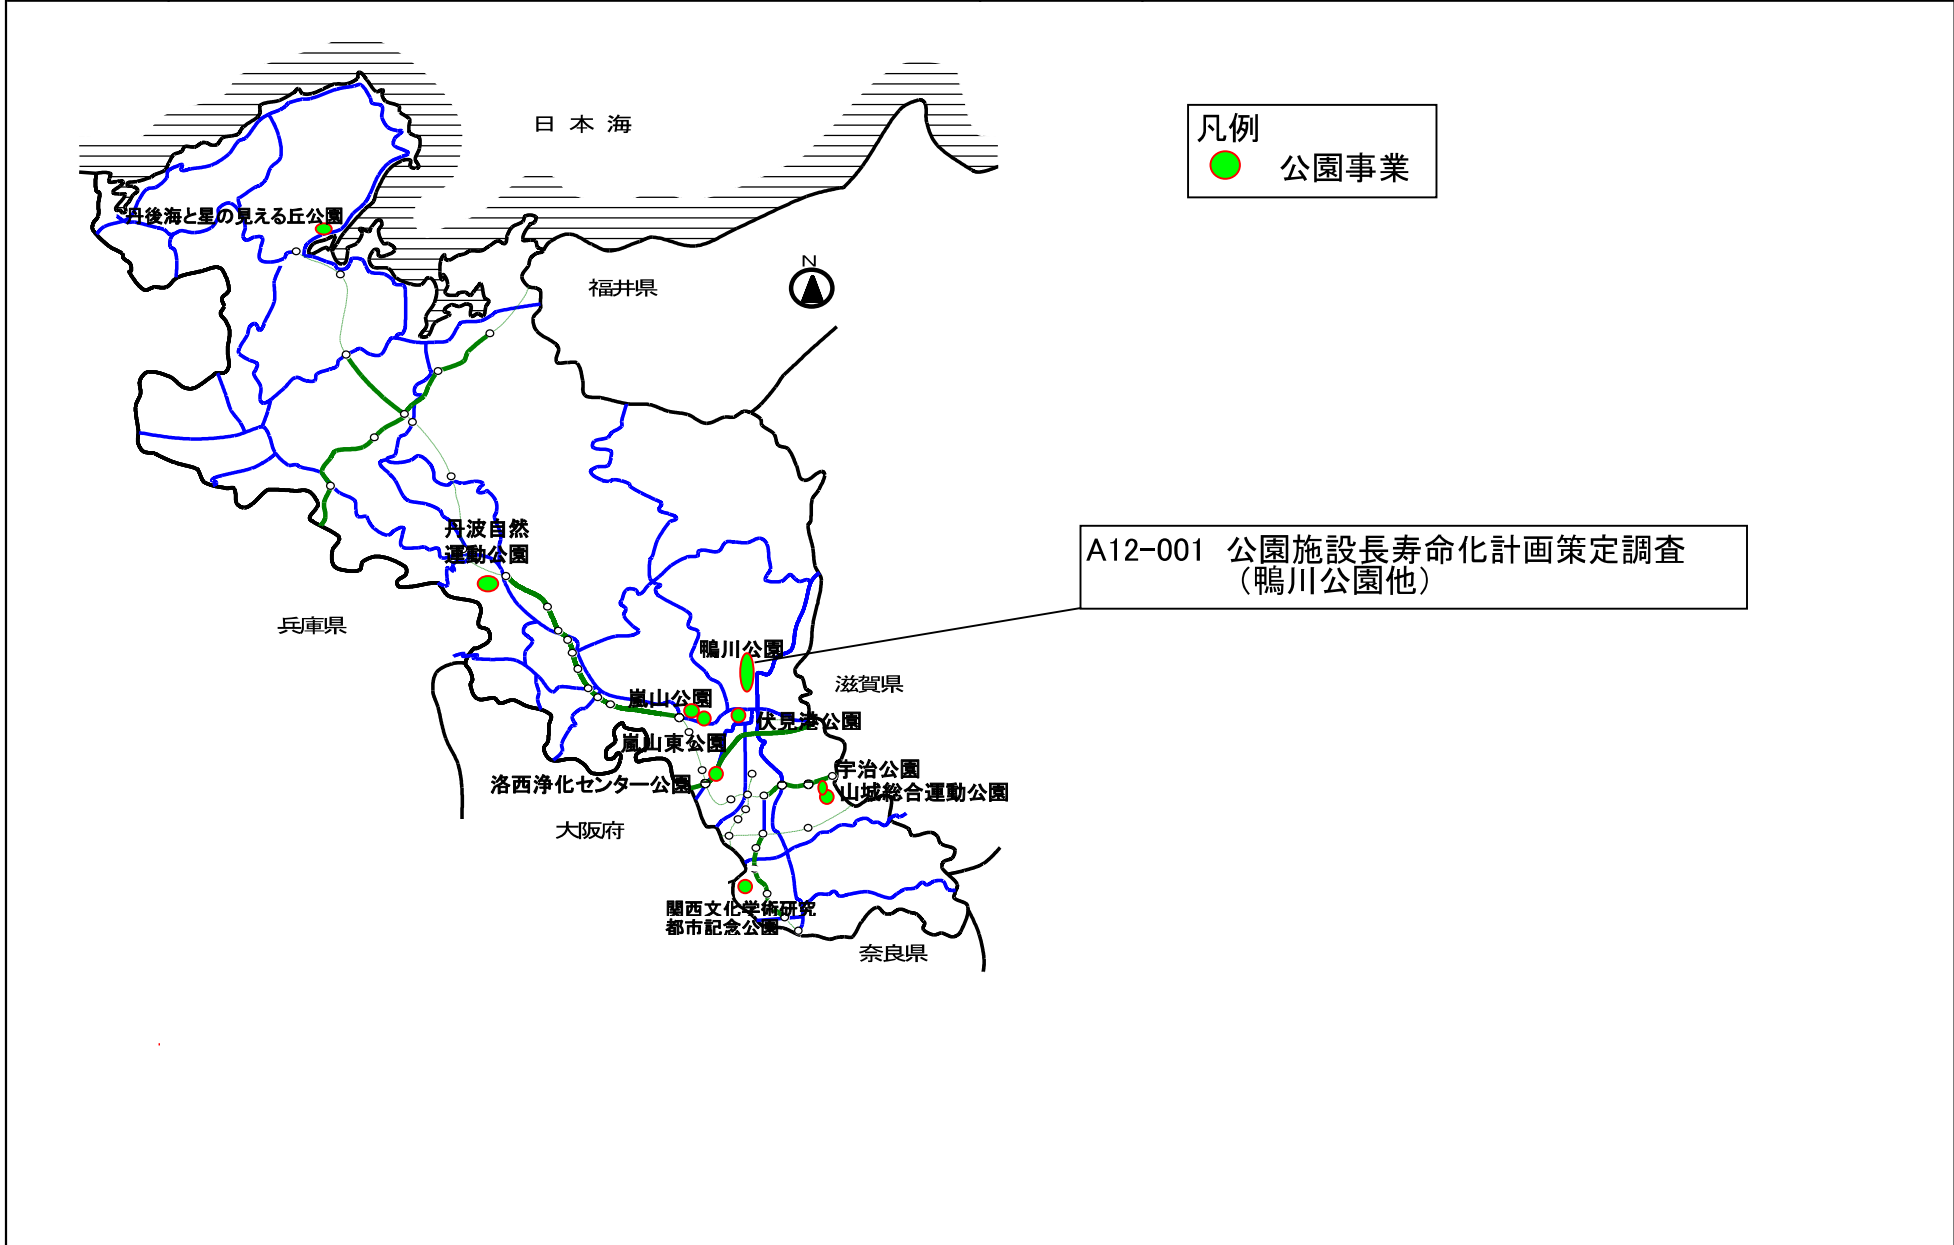 日 本 海
凡例
公園事業
丹後海と星の見える丘公園
N
福井県
丹波自然
運動公園
A12-001 公園施設長寿命化計画策定調査
(鴨川公園他)
兵庫県
鴨川公園
滋賀県
嵐山公園
伏見港公園
嵐山東公園
宇治公園
洛西浄化センター公園
山城総合運動公園
大阪府
関西文化学術研究
都市記念公園
奈良県